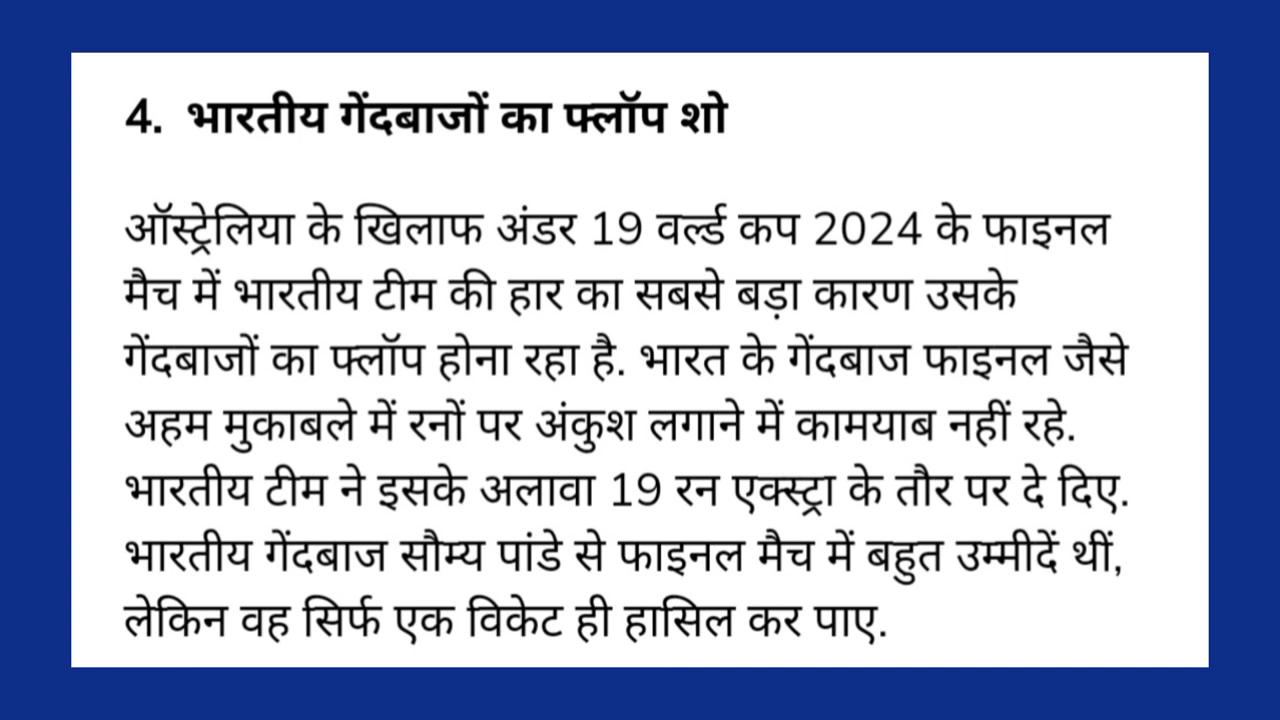 4. भारतीय गेंदबाजों का फ्लॉप शो
ऑस्ट्रेलिया के खिलाफ अंडर 19 वर्ल्ड कप 2024 के फाइनल
मैच में भारतीय टीम की हार का सबसे बड़ा कारण उसके
गेंदबाजों का फ्लॉप होना रहा है. भारत के गेंदबाज फाइनल जैसे
अहम मुकाबले में रनों पर अंकुश लगाने में कामयाब नहीं रहे.
भारतीय टीम ने इसके अलावा 19 रन एक्स्ट्रा के तौर पर दे दिए.
भारतीय गेंदबाज सौम्य पांडे से फाइनल मैच में बहुत उम्मीदें थीं,
लेकिन वह सिर्फ एक विकेट ही हासिल कर पाए.